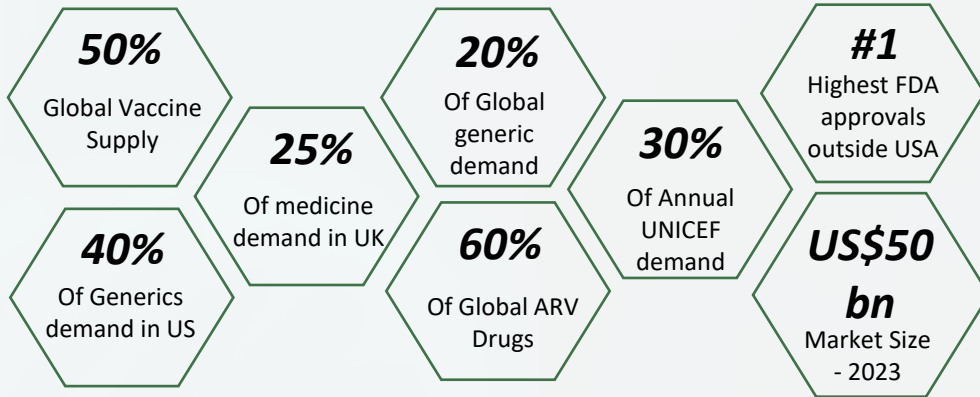 50%
Global Vaccine
Supply
40%
Of Generics
demand in US
25%
Of medicine
demand in UK
20%
Of Global
generic
demand
60%
Of Global ARV
Drugs
30%
Of Annual
UNICEF
demand
#1
Highest FDA
approvals
outside USA
US$50
bn
Market Size
- 2023